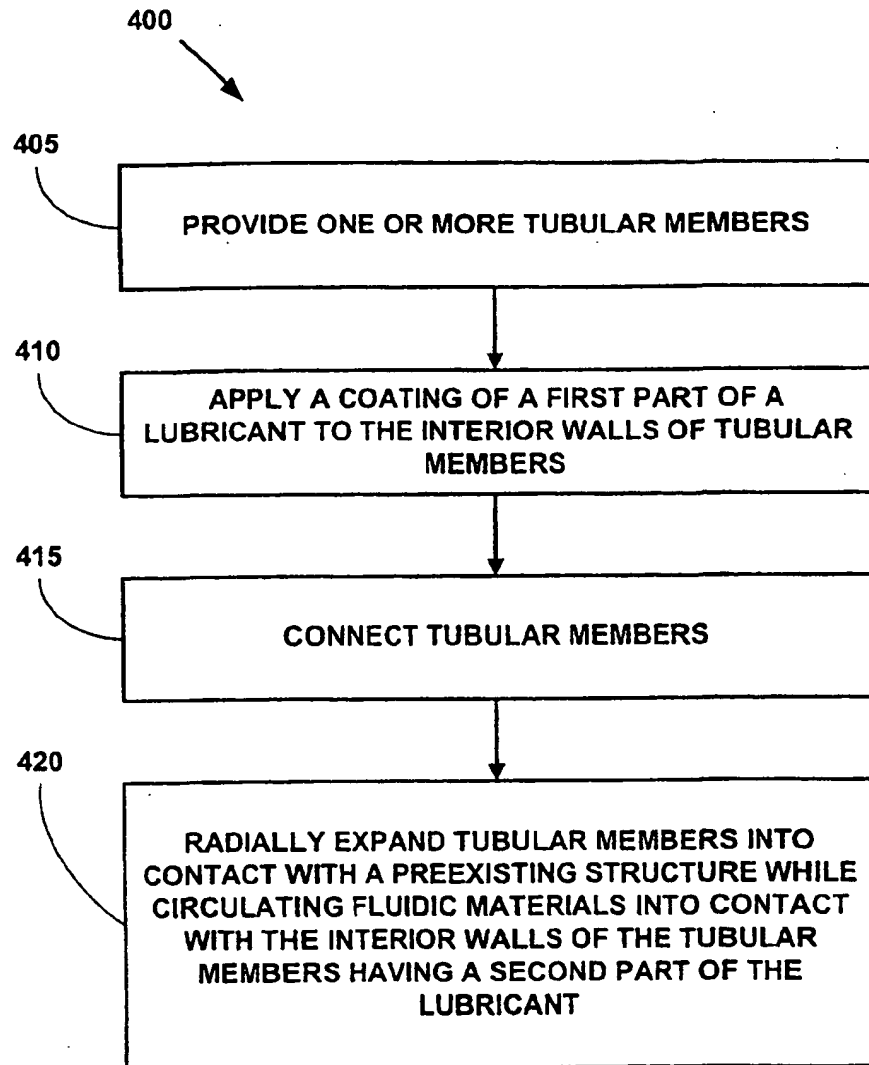 400
405
PROVIDE ONE OR MORE TUBULAR MEMBERS
410
APPLY A COATING OF A FIRST PART OF A
LUBRICANT TO THE INTERIOR WALLS OF TUBULAR
MEMBERS
415
CONNECT TUBULAR MEMBERS
420
RADIALLY EXPAND TUBULAR MEMBERS INTO
CONTACT WITH A PREEXISTING STRUCTURE WHILE
CIRCULATING FLUIDIC MATERIALS INTO CONTACT
WITH THE INTERIOR WALLS OF THE TUBULAR
MEMBERS HAVING A SECOND PART OF THE
LUBRICANT